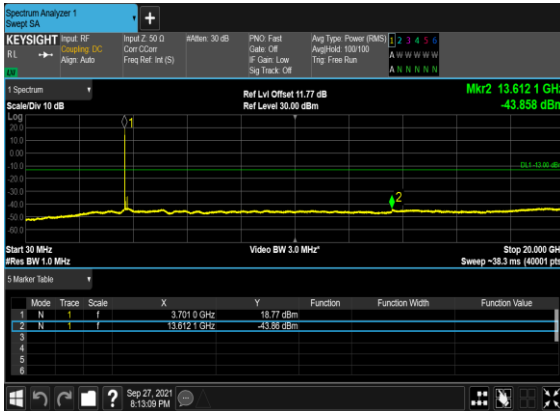 Spectrum Analyzer 1
Swept SA
+
KEYSIGHT Input: RF Input Z: 50 Ω #Atten: 30 dB PNO: Fast Avg Type: Power (RMS) 1 2 3 4 5 6
RL Coupling: DC Corr CCorr Gate: Off Avg|Hold: 100/100 A W W W W W
Align: Auto Freq Ref: Int (S) IF Gain: Low Trig: Free Run
Sig Track: Off A N N N N N
1 Spectrum Ref Lvl Offset 11.77 dB Mkr2 13.612 1 GHz
Scale/Div 10 dB Ref Level 30.00 dBm -43.858 dBm
Log
20.0
10.0
0.00
-10.0
-20.0
-30.0
-40.0
-50.0
-60.0
1
DL1 -13.00 dBm
2
Start 30 MHz Video BW 3.0 MHz* Stop 20.000 GHz
#Res BW 1.0 MHz Sweep ~38.3 ms (40001 pts)
5 Marker Table
Mode Trace Scale X Y Function Function Width Function Value
1 N 1 f 3.701 0 GHz 18.77 dBm
2 N 1 f 13.612 1 GHz -43.86 dBm
3
4
5
6
? Sep 27, 2021
8:13:09 PM